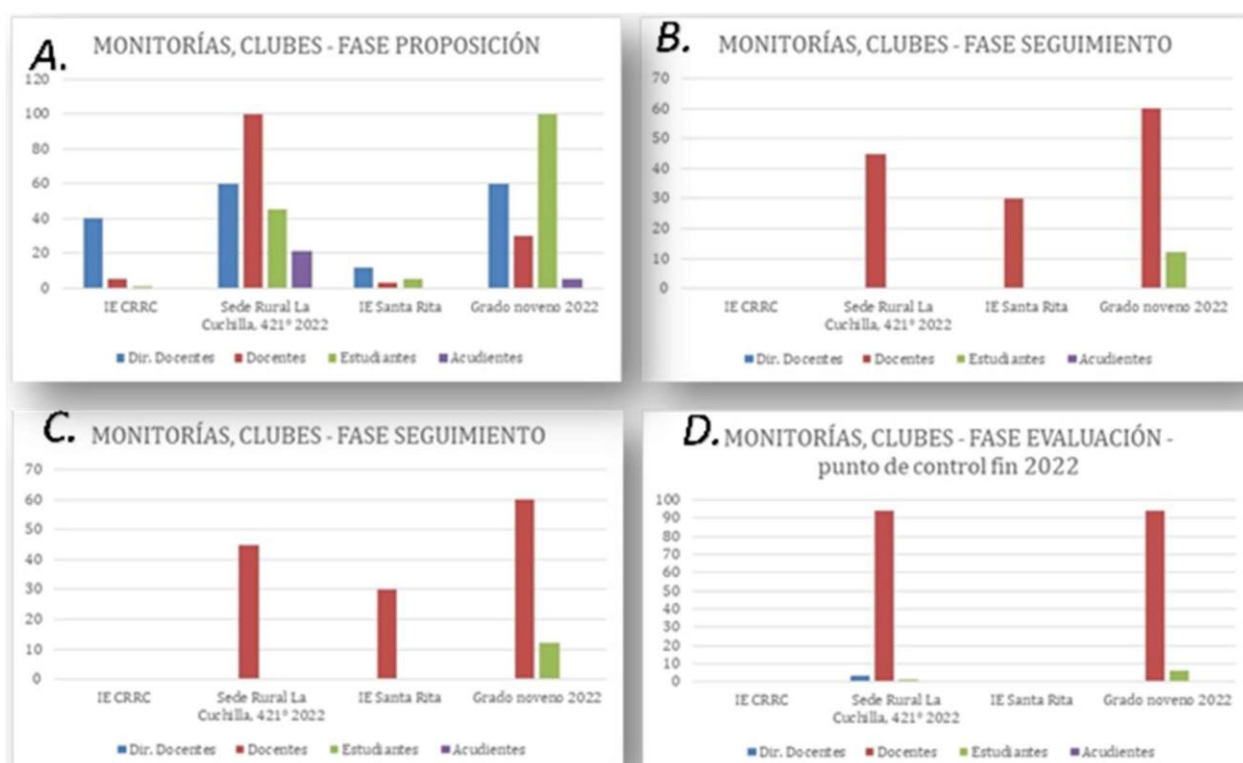 A.
MONITORÍAS, CLUBES - FASE PROPOSICIÓN
120
100
80
60
40
20
0
IE CRRC
Sede Rural La
Cuchilla, 421º 2022
IE Santa Rita
Grado noveno 2022
Dir. Docentes
Docentes
Estudiantes
Acudientes
B.
MONITORÍAS, CLUBES - FASE SEGUIMIENTO
70
60
50
40
30
20
10
0
IE CRRC
Sede Rural La
Cuchilla, 421º 2022
IE Santa Rita
Grado noveno 2022
Dir. Docentes
Docentes
Estudiantes
Acudientes
C.
MONITORÍAS, CLUBES - FASE SEGUIMIENTO
70
60
50
40
30
20
10
0
IE CRRC
Sede Rural La
Cuchilla, 421º 2022
IE Santa Rita
Grado noveno 2022
Dir. Docentes
Docentes
Estudiantes
Acudientes
D.
MONITORÍAS, CLUBES - FASE EVALUACIÓN -
punto de control fin 2022
100
90
80
70
60
50
40
30
20
10
0
IE CRRC
Sede Rural La
Cuchilla, 421º 2022
IE Santa Rita
Grado noveno 2022
Dir. Docentes
Docentes
Estudiantes
Acudientes